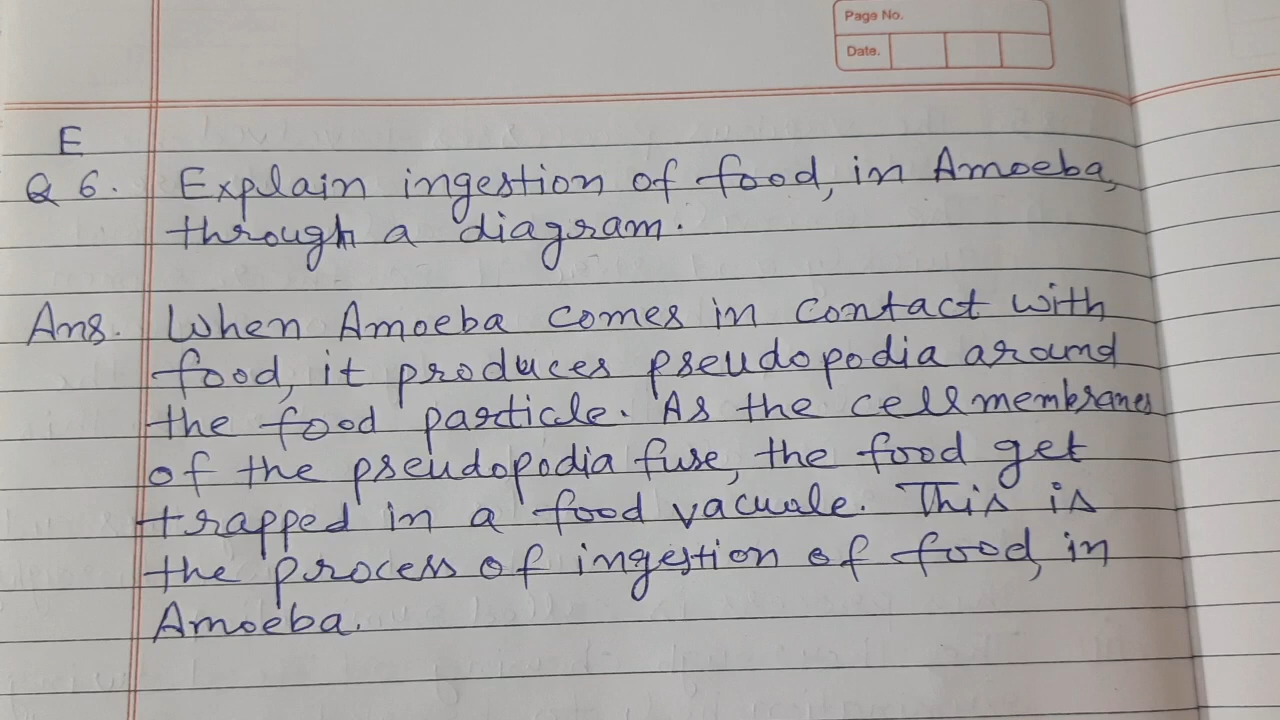 Page No.
Date.
E
Q 6. Explain ingestion of food, in Amoeba,
through a diagram.
Ans. When Amoeba comes in contact with
food, it produces pseudopodia around
the food particle. As the cell membranes
of the pseudopodia fuse, the food get
trapped in a food vacuole. This is
the process of ingestion of food, in
Amoeba.